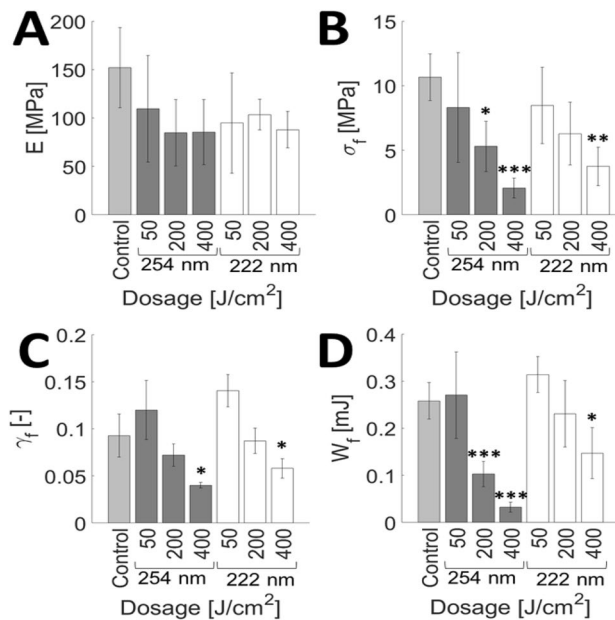 A
E [MPa]
200
150
100
50
0
Control
50
200
400
50
200
400
254 nm
222 nm
Dosage [J/cm²]
B
σf [MPa]
15
10
5
0
*
***
**
Control
50
200
400
50
200
400
254 nm
222 nm
Dosage [J/cm²]
C
γf [-]
0.2
0.15
0.1
0.05
0
*
*
Control
50
200
400
50
200
400
254 nm
222 nm
Dosage [J/cm²]
D
Wf [mJ]
0.4
0.3
0.2
0.1
0
***
***
*
Control
50
200
400
50
200
400
254 nm
222 nm
Dosage [J/cm²]